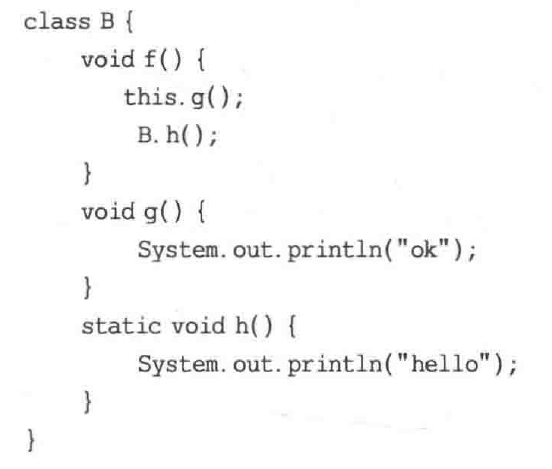 class B {
    void f() {
        this.g();
        B.h();
    }
    void g() {
        System.out.println("ok");
    }
    static void h() {
        System.out.println("hello");
    }
}